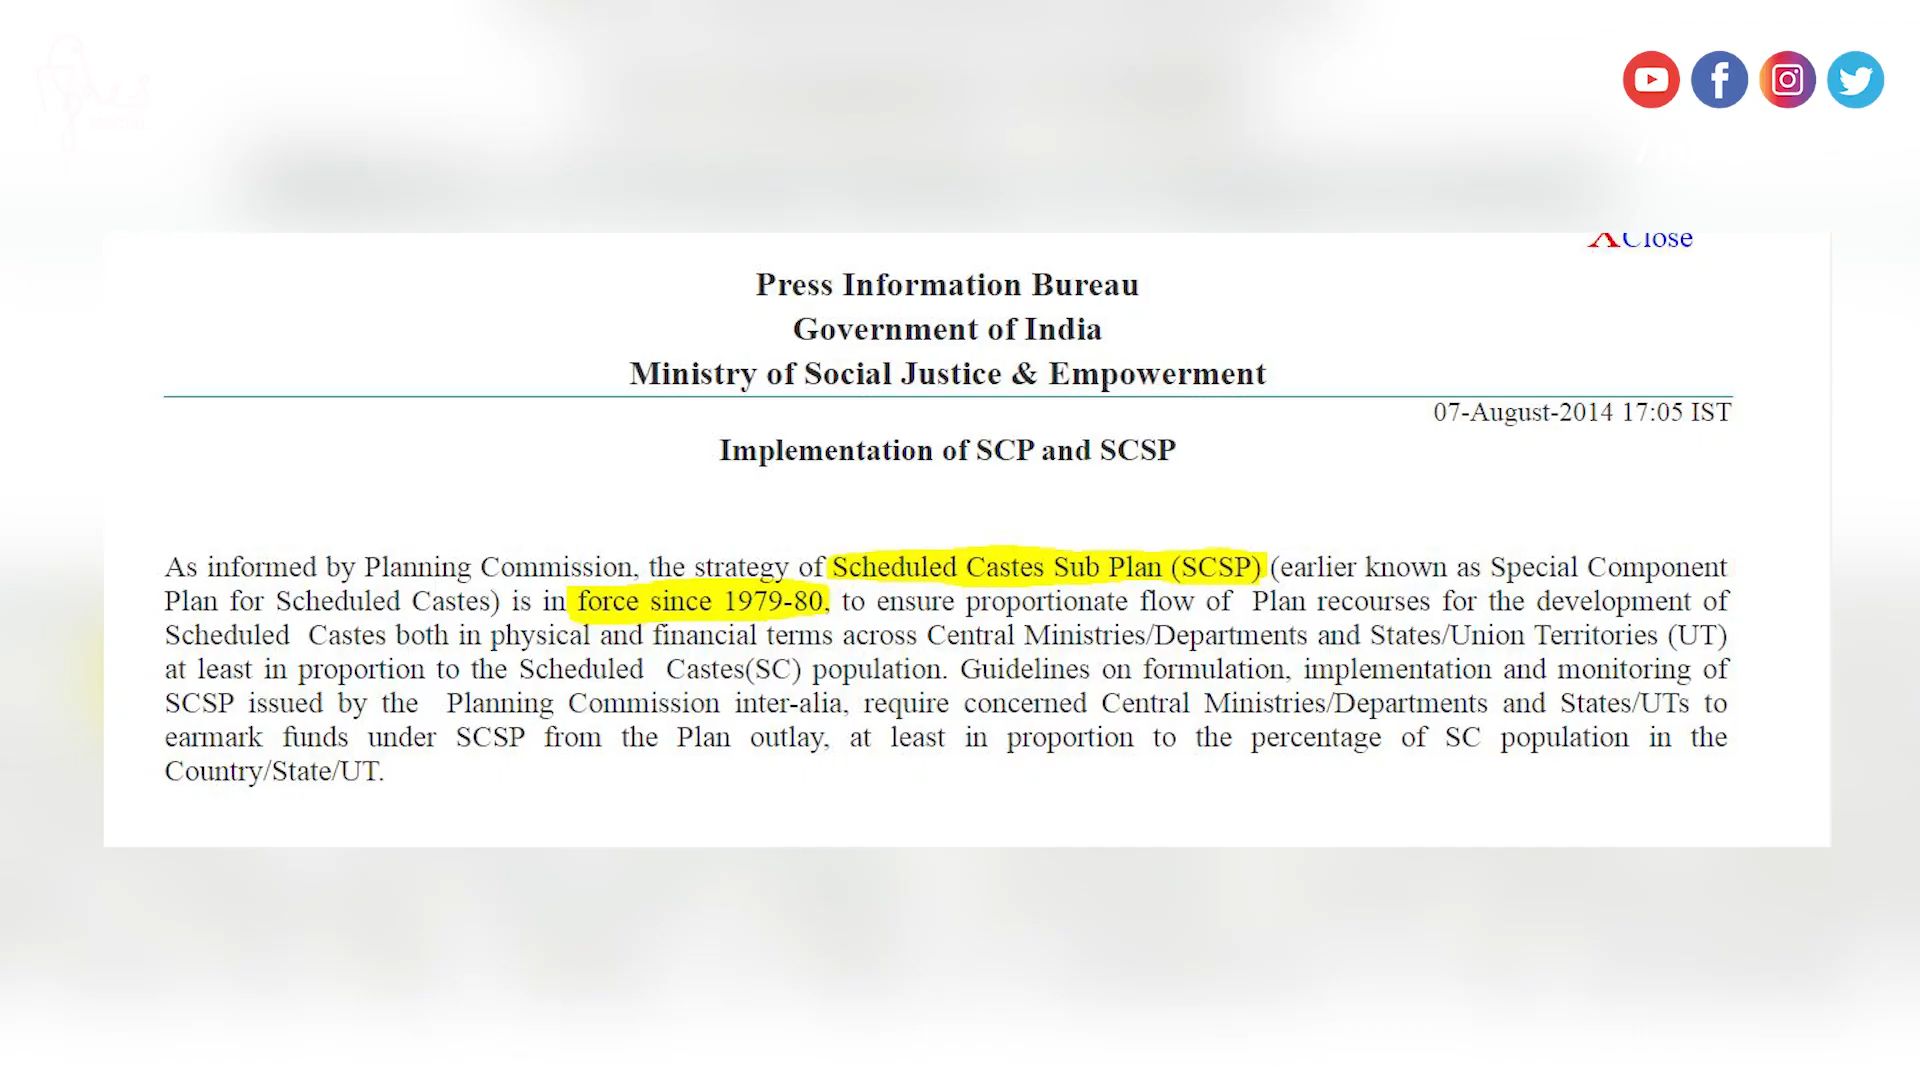 XClose
Press Information Bureau
Government of India
Ministry of Social Justice & Empowerment
07-August-2014 17:05 IST
Implementation of SCP and SCSP
As informed by Planning Commission, the strategy of Scheduled Castes Sub Plan (SCSP) (earlier known as Special Component
Plan for Scheduled Castes) is in force since 1979-80, to ensure proportionate flow of Plan recourses for the development of
Scheduled Castes both in physical and financial terms across Central Ministries/Departments and States/Union Territories (UT)
at least in proportion to the Scheduled Castes(SC) population. Guidelines on formulation, implementation and monitoring of
SCSP issued by the Planning Commission inter-alia, require concerned Central Ministries/Departments and States/UTs to
earmark funds under SCSP from the Plan outlay, at least in proportion to the percentage of SC population in the
Country/State/UT.